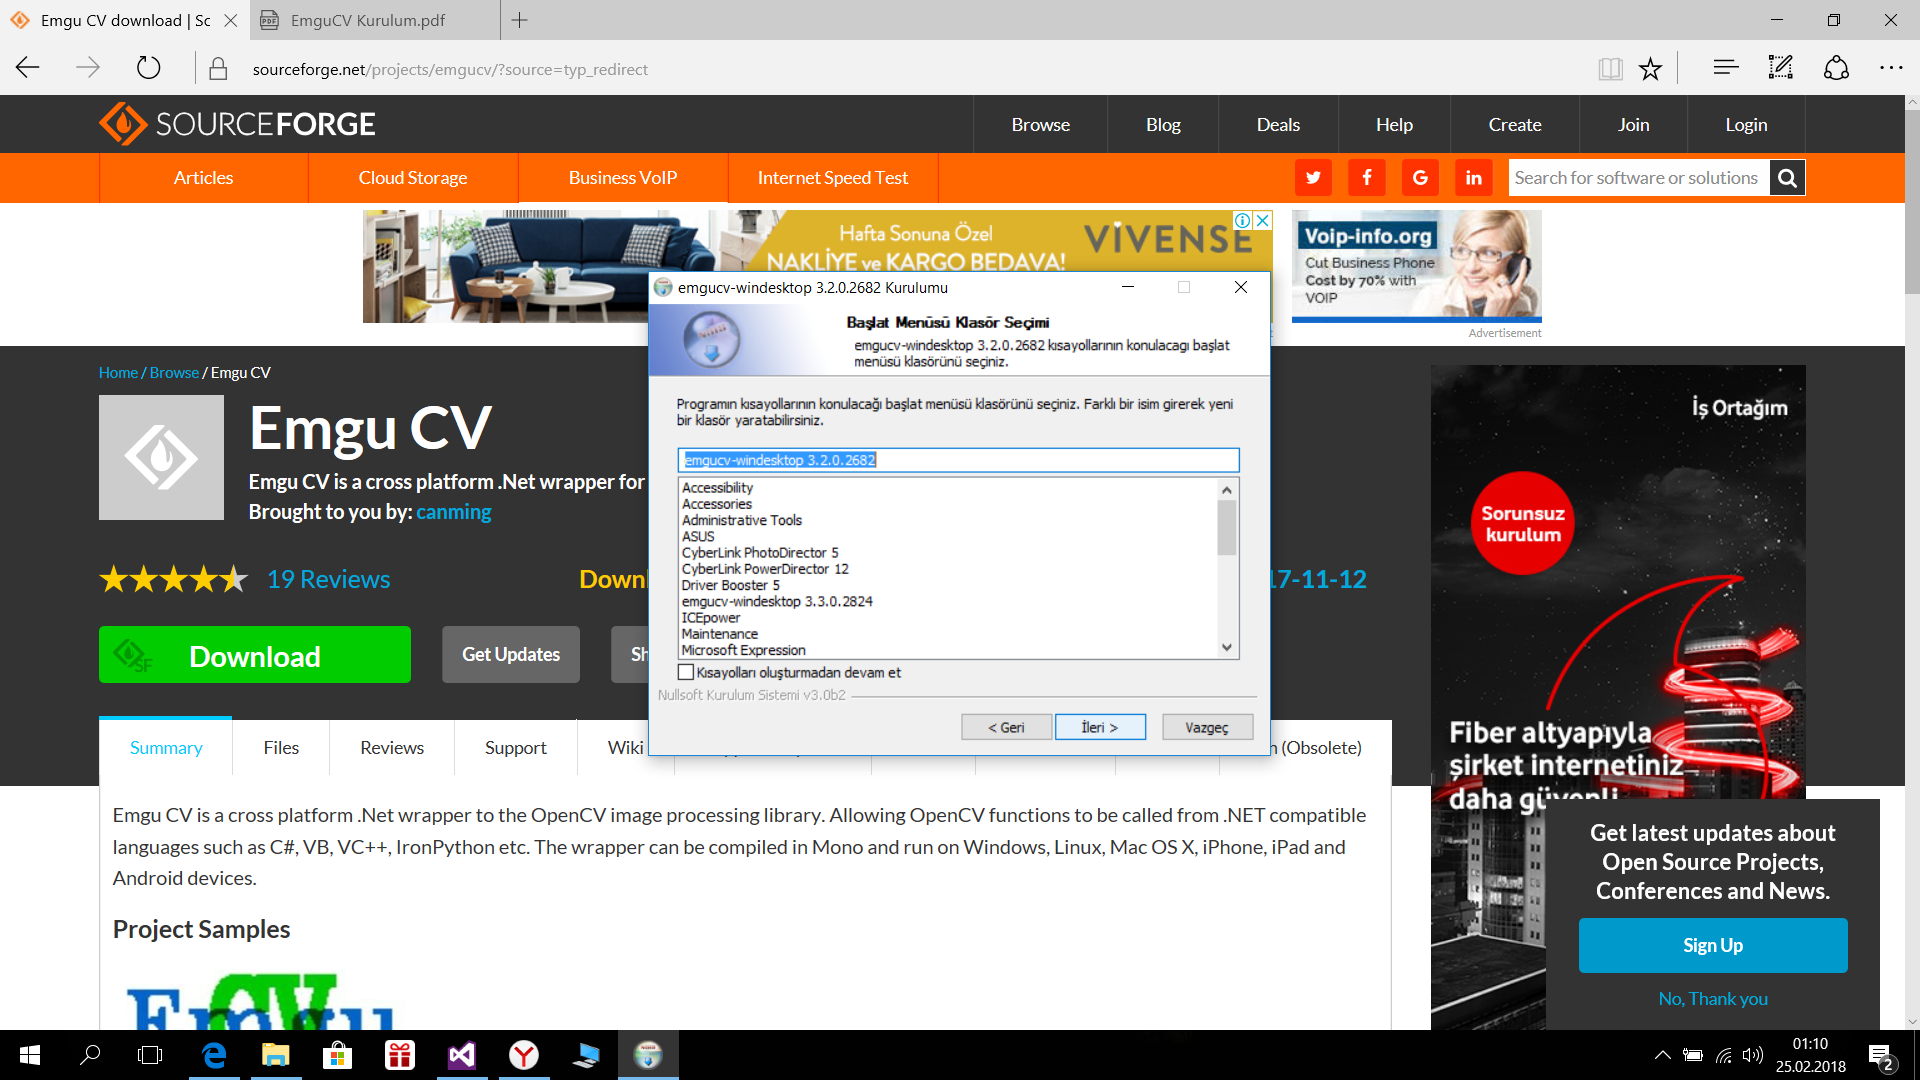 Emgu CV download | Sc
EmguCV Kurulum.pdf
sourceforge.net/projects/emgucv/?source=typ_redirect
SOURCEFORGE
Browse
Blog
Deals
Help
Create
Join
Login
Articles
Cloud Storage
Business VoIP
Internet Speed Test
Search for software or solutions
Hafta Sonuna Özel
NAKLİYE ve KARGO BEDAVA!
VİVENSE
Voip-info.org
Cut Business Phone
Cost by 70% with
VOIP
Advertisement
emgucv-windesktop 3.2.0.2682 Kurulumu
Başlat Menüsü Klasör Seçimi
emgucv-windesktop 3.2.0.2682 kısayollarının konulacagı başlat
menüsü klasörünü seçiniz.
Programın kısayollarının konulacağı başlat menüsü klasörünü seçiniz. Farklı bir isim girerek yeni
bir klasör yaratabilirsiniz.
emgucv-windesktop 3.2.0.2682
Accessibility
Accessories
Administrative Tools
ASUS
CyberLink PhotoDirector 5
CyberLink PowerDirector 12
Driver Booster 5
emgucv-windesktop 3.3.0.2824
ICEpower
Maintenance
Microsoft Expression
Kısayolları oluşturmadan devam et
Nullsoft Kurulum Sistemi v3.0b2
< Geri
İleri >
Vazgeç
Home / Browse / Emgu CV
Emgu CV
Emgu CV is a cross platform .Net wrapper for
Brought to you by: canming
19 Reviews
Downl
17-11-12
SF
Download
Get Updates
Sh
Summary
Files
Reviews
Support
Wiki
n (Obsolete)
Emgu CV is a cross platform .Net wrapper to the OpenCV image processing library. Allowing OpenCV functions to be called from .NET compatible
languages such as C#, VB, VC++, IronPython etc. The wrapper can be compiled in Mono and run on Windows, Linux, Mac OS X, iPhone, iPad and
Android devices.
Project Samples
Emgu CV
İş Ortağım
Sorunsuz
kurulum
Fiber altyapıyla
şirket internetiniz
daha güvenli
Get latest updates about
Open Source Projects,
Conferences and News.
Sign Up
No, Thank you
01:10
25.02.2018
2